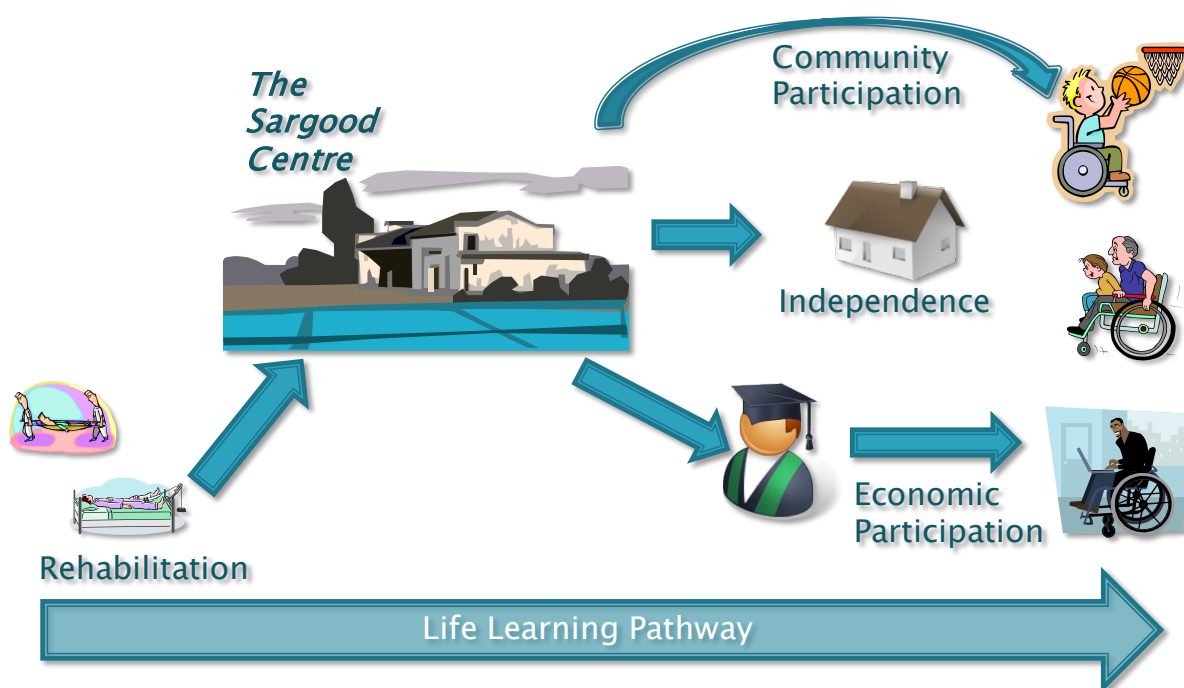 The
Sargood
Centre
Community
Participation
Independence
Economic
Participation
Rehabilitation
Life Learning Pathway